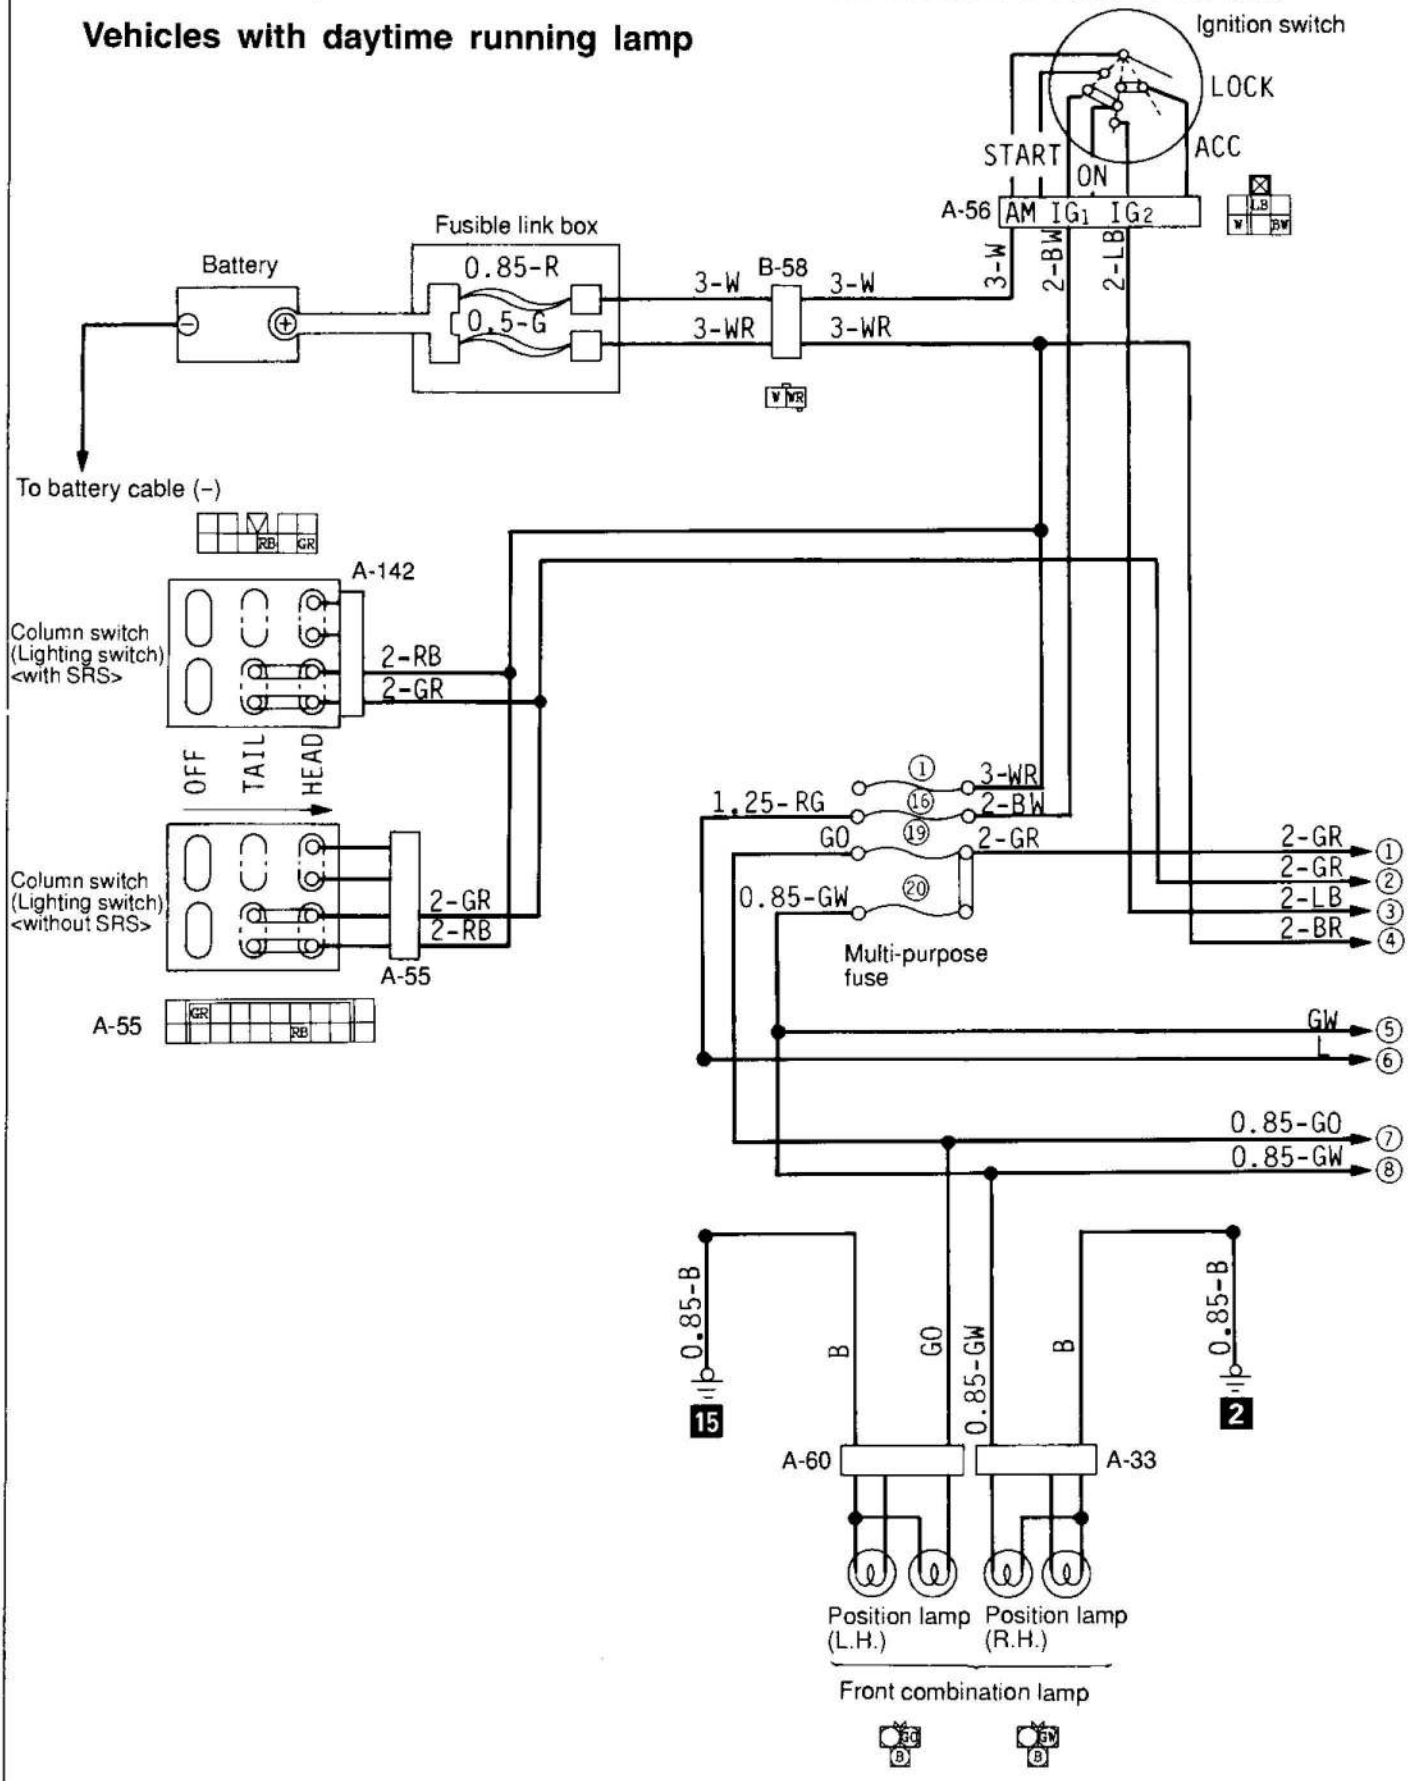 Vehicles with daytime running lamp
Ignition switch
LOCK
ACC
START
ON
A-56
AM IG1 IG2
LB
W BW
Fusible link box
Battery
0.85-R
0.5-G
3-W
B-58
3-W
3-WR
3-WR
3-W
2-BW
2-LB
W WR
To battery cable (–)
RB GR
A-142
Column switch
(Lighting switch)
<with SRS>
2-RB
2-GR
OFF
TAIL
HEAD
Column switch
(Lighting switch)
<without SRS>
2-GR
2-RB
A-55
A-55
GR
RB
1
3-WR
1.25-RG
16
2-BW
GO
19
2-GR
0.85-GW
20
Multi-purpose
fuse
2-GR 1
2-GR 2
2-LB 3
2-BR 4
GW 5
L 6
0.85-GO 7
0.85-GW 8
0.85-B
15
B
GO
0.85-GW
B
0.85-B
2
A-60
A-33
Position lamp
(L.H.)
Position lamp
(R.H.)
Front combination lamp
GO
B
GW
B